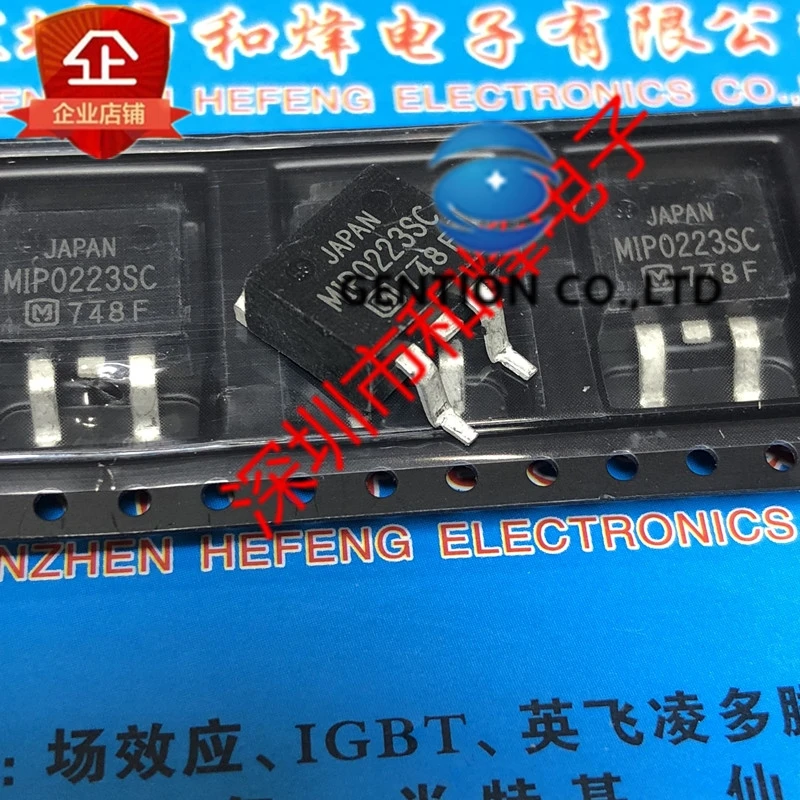 圳市和烽电子有限公
企
企业店铺
HEFENG ELECTRONICS CO.,
JAPAN
MIP0223SC
M 748F
JAPAN
MIP0223SC
M 748F
JAPAN
MIP0223SC
M 748F
GENTION CO.,LTD
深圳市和烽电子
NZHEN HEFENG ELECTRONICS
:场效应、IGBT、英飞凌多